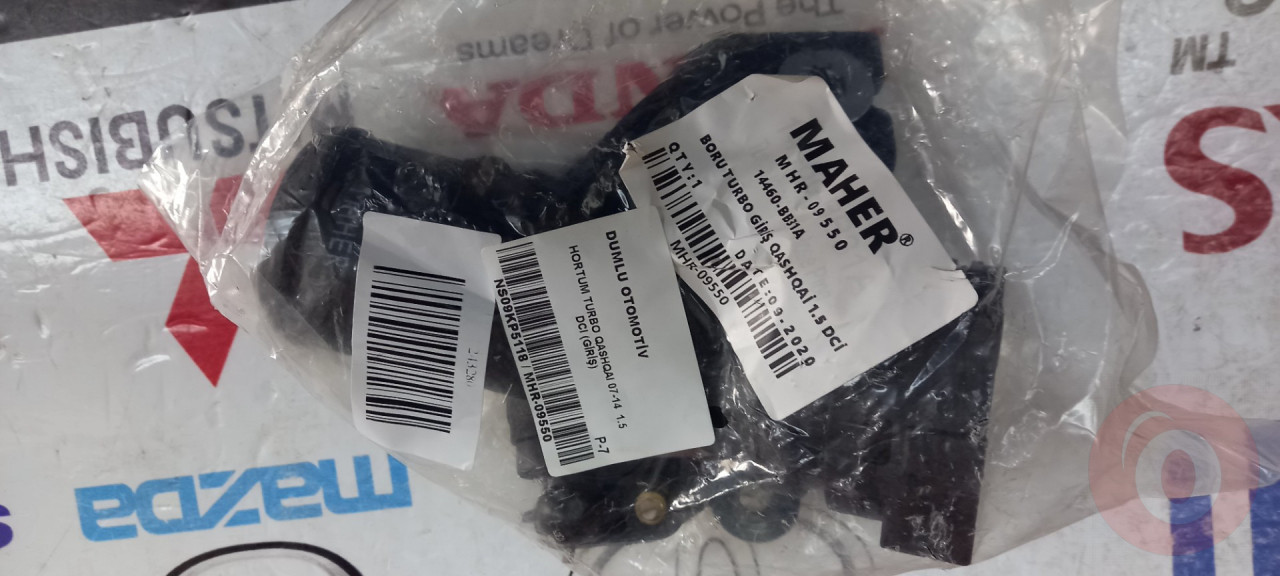 The Power of Dreams
MITSUBISHI
TM
S
mazda
MAHER®
MHR-09550
14460-BB31A
BORU TURBO GİRİŞ QASHQAİ 1.5 DCİ
QTY:1
DATE:09-2020
MHR-09550
DUMLU OTOMOTİV
HORTUM TURBO QASHQAI 07-14 1.5
DCI (GİRİŞ)
P-7
NS09KP5118 / MHR-09550